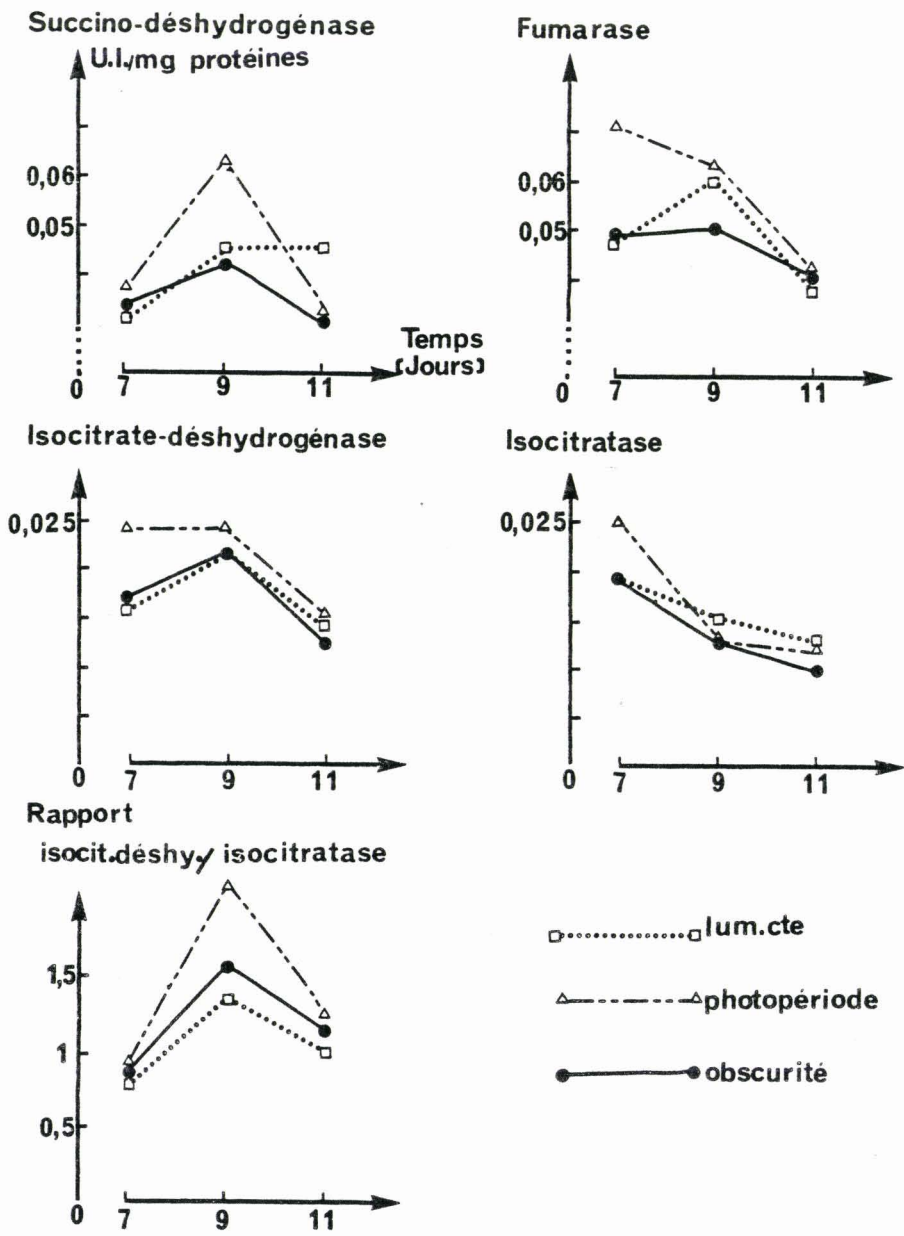 Succino-déshydrogénase
U.I./mg protéines
0,06
0,05
0
7
9
11
Temps
(Jours)
Fumarase
0,06
0,05
0
7
9
11
Isocitrate-déshydrogénase
0,025
0
7
9
11
Isocitratase
0,025
0
7
9
11
Rapport
isocit.déshy./ isocitratase
1,5
1
0,5
0
7
9
11
lum.cte
photopériode
obscurité